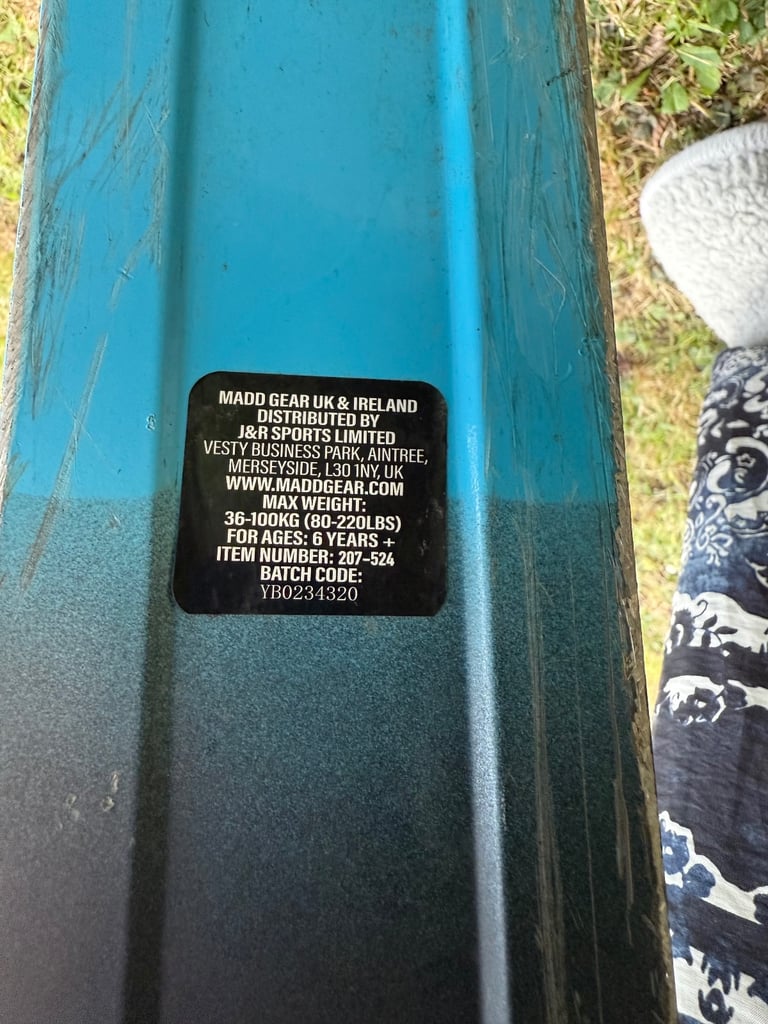 MADD GEAR UK & IRELAND
DISTRIBUTED BY
J&R SPORTS LIMITED
VESTY BUSINESS PARK, AINTREE,
MERSEYSIDE, L30 1NY, UK
WWW.MADDGEAR.COM
MAX WEIGHT:
36-100KG (80-220LBS)
FOR AGES: 6 YEARS +
ITEM NUMBER: 207-524
BATCH CODE:
YB0234320